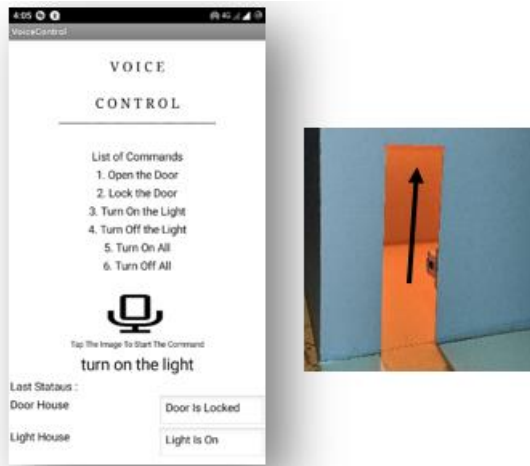 4:05
4G
VoiceControl
VOICE
CONTROL
List of Commands
1. Open the Door
2. Lock the Door
3. Turn On the Light
4. Turn Off the Light
5. Turn On All
6. Turn Off All
Tap The Image To Start The Command
turn on the light
Last Stataus :
Door House Door Is Locked
Light House Light Is On